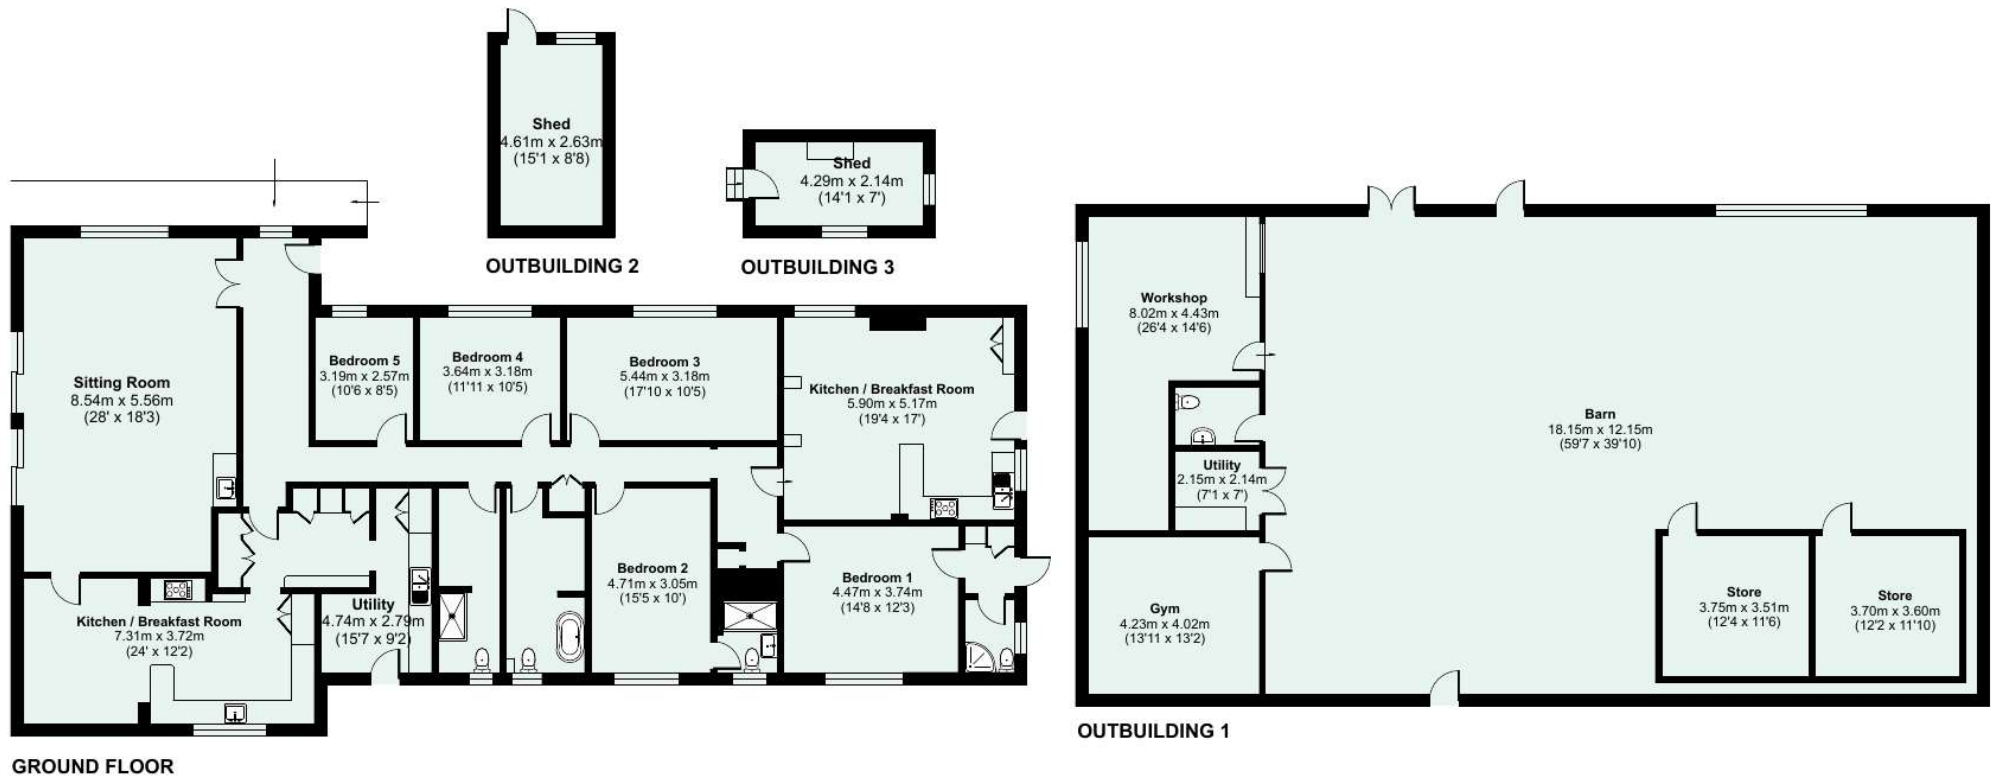 Shed
4.61m x 2.63m
(15'1 x 8'8)
OUTBUILDING 2
Shed
4.29m x 2.14m
(14'1 x 7')
OUTBUILDING 3
Sitting Room
8.54m x 5.56m
(28' x 18'3)
Bedroom 5
3.19m x 2.57m
(10'6 x 8'5)
Bedroom 4
3.64m x 3.18m
(11'11 x 10'5)
Bedroom 3
5.44m x 3.18m
(17'10 x 10'5)
Kitchen / Breakfast Room
5.90m x 5.17m
(19'4 x 17')
Kitchen / Breakfast Room
7.31m x 3.72m
(24' x 12'2)
Utility
4.74m x 2.79m
(15'7 x 9'2)
Bedroom 2
4.71m x 3.05m
(15'5 x 10')
Bedroom 1
4.47m x 3.74m
(14'8 x 12'3)
GROUND FLOOR
Workshop
8.02m x 4.43m
(26'4 x 14'6)
Utility
2.15m x 2.14m
(7'1 x 7')
Barn
18.15m x 12.15m
(59'7 x 39'10)
Gym
4.23m x 4.02m
(13'11 x 13'2)
Store
3.75m x 3.51m
(12'4 x 11'6)
Store
3.70m x 3.60m
(12'2 x 11'10)
OUTBUILDING 1